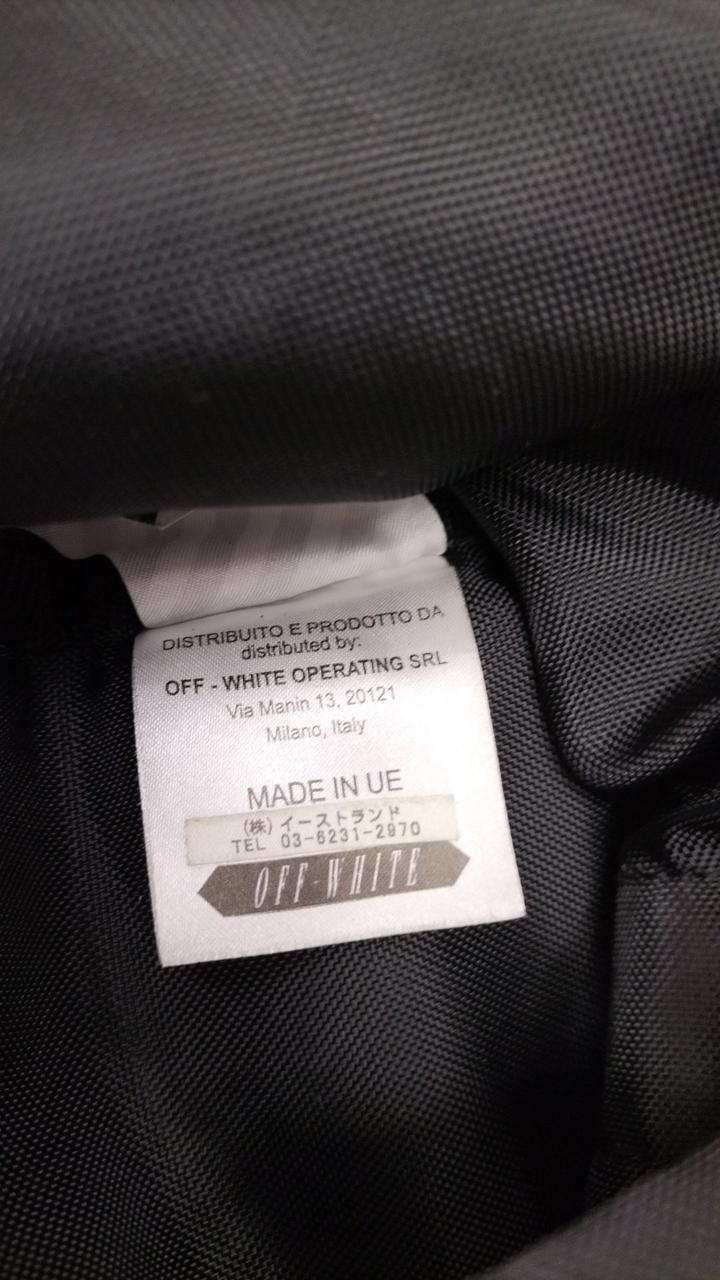 DISTRIBUITO E PRODOTTO DA
distributed by:
OFF - WHITE OPERATING SRL
Via Manin 13, 20121
Milano, Italy
MADE IN UE
(株) イーストランド
TEL 03-6231-2970
OFF-WHITE